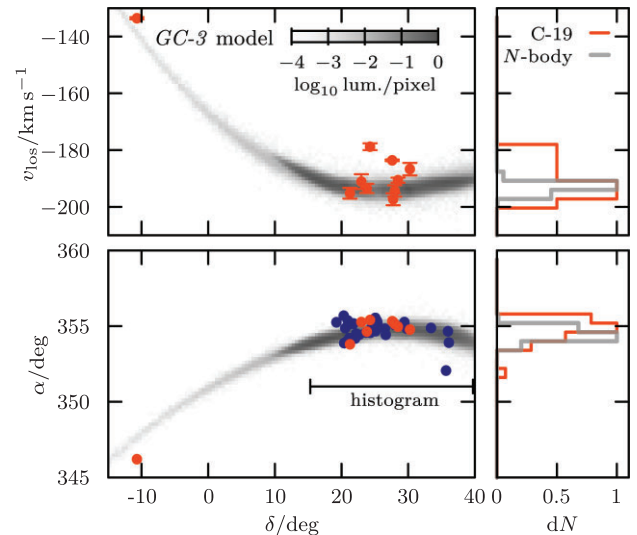 GC-3 model
−4 −3 −2 −1 0
log₁₀ lum./pixel
C-19
N-body
−140
−160
−180
−200
v_los/km s⁻¹
360
355
350
345
α/deg
histogram
-10 0 10 20 30 40
δ/deg
0 0.5 1
dN